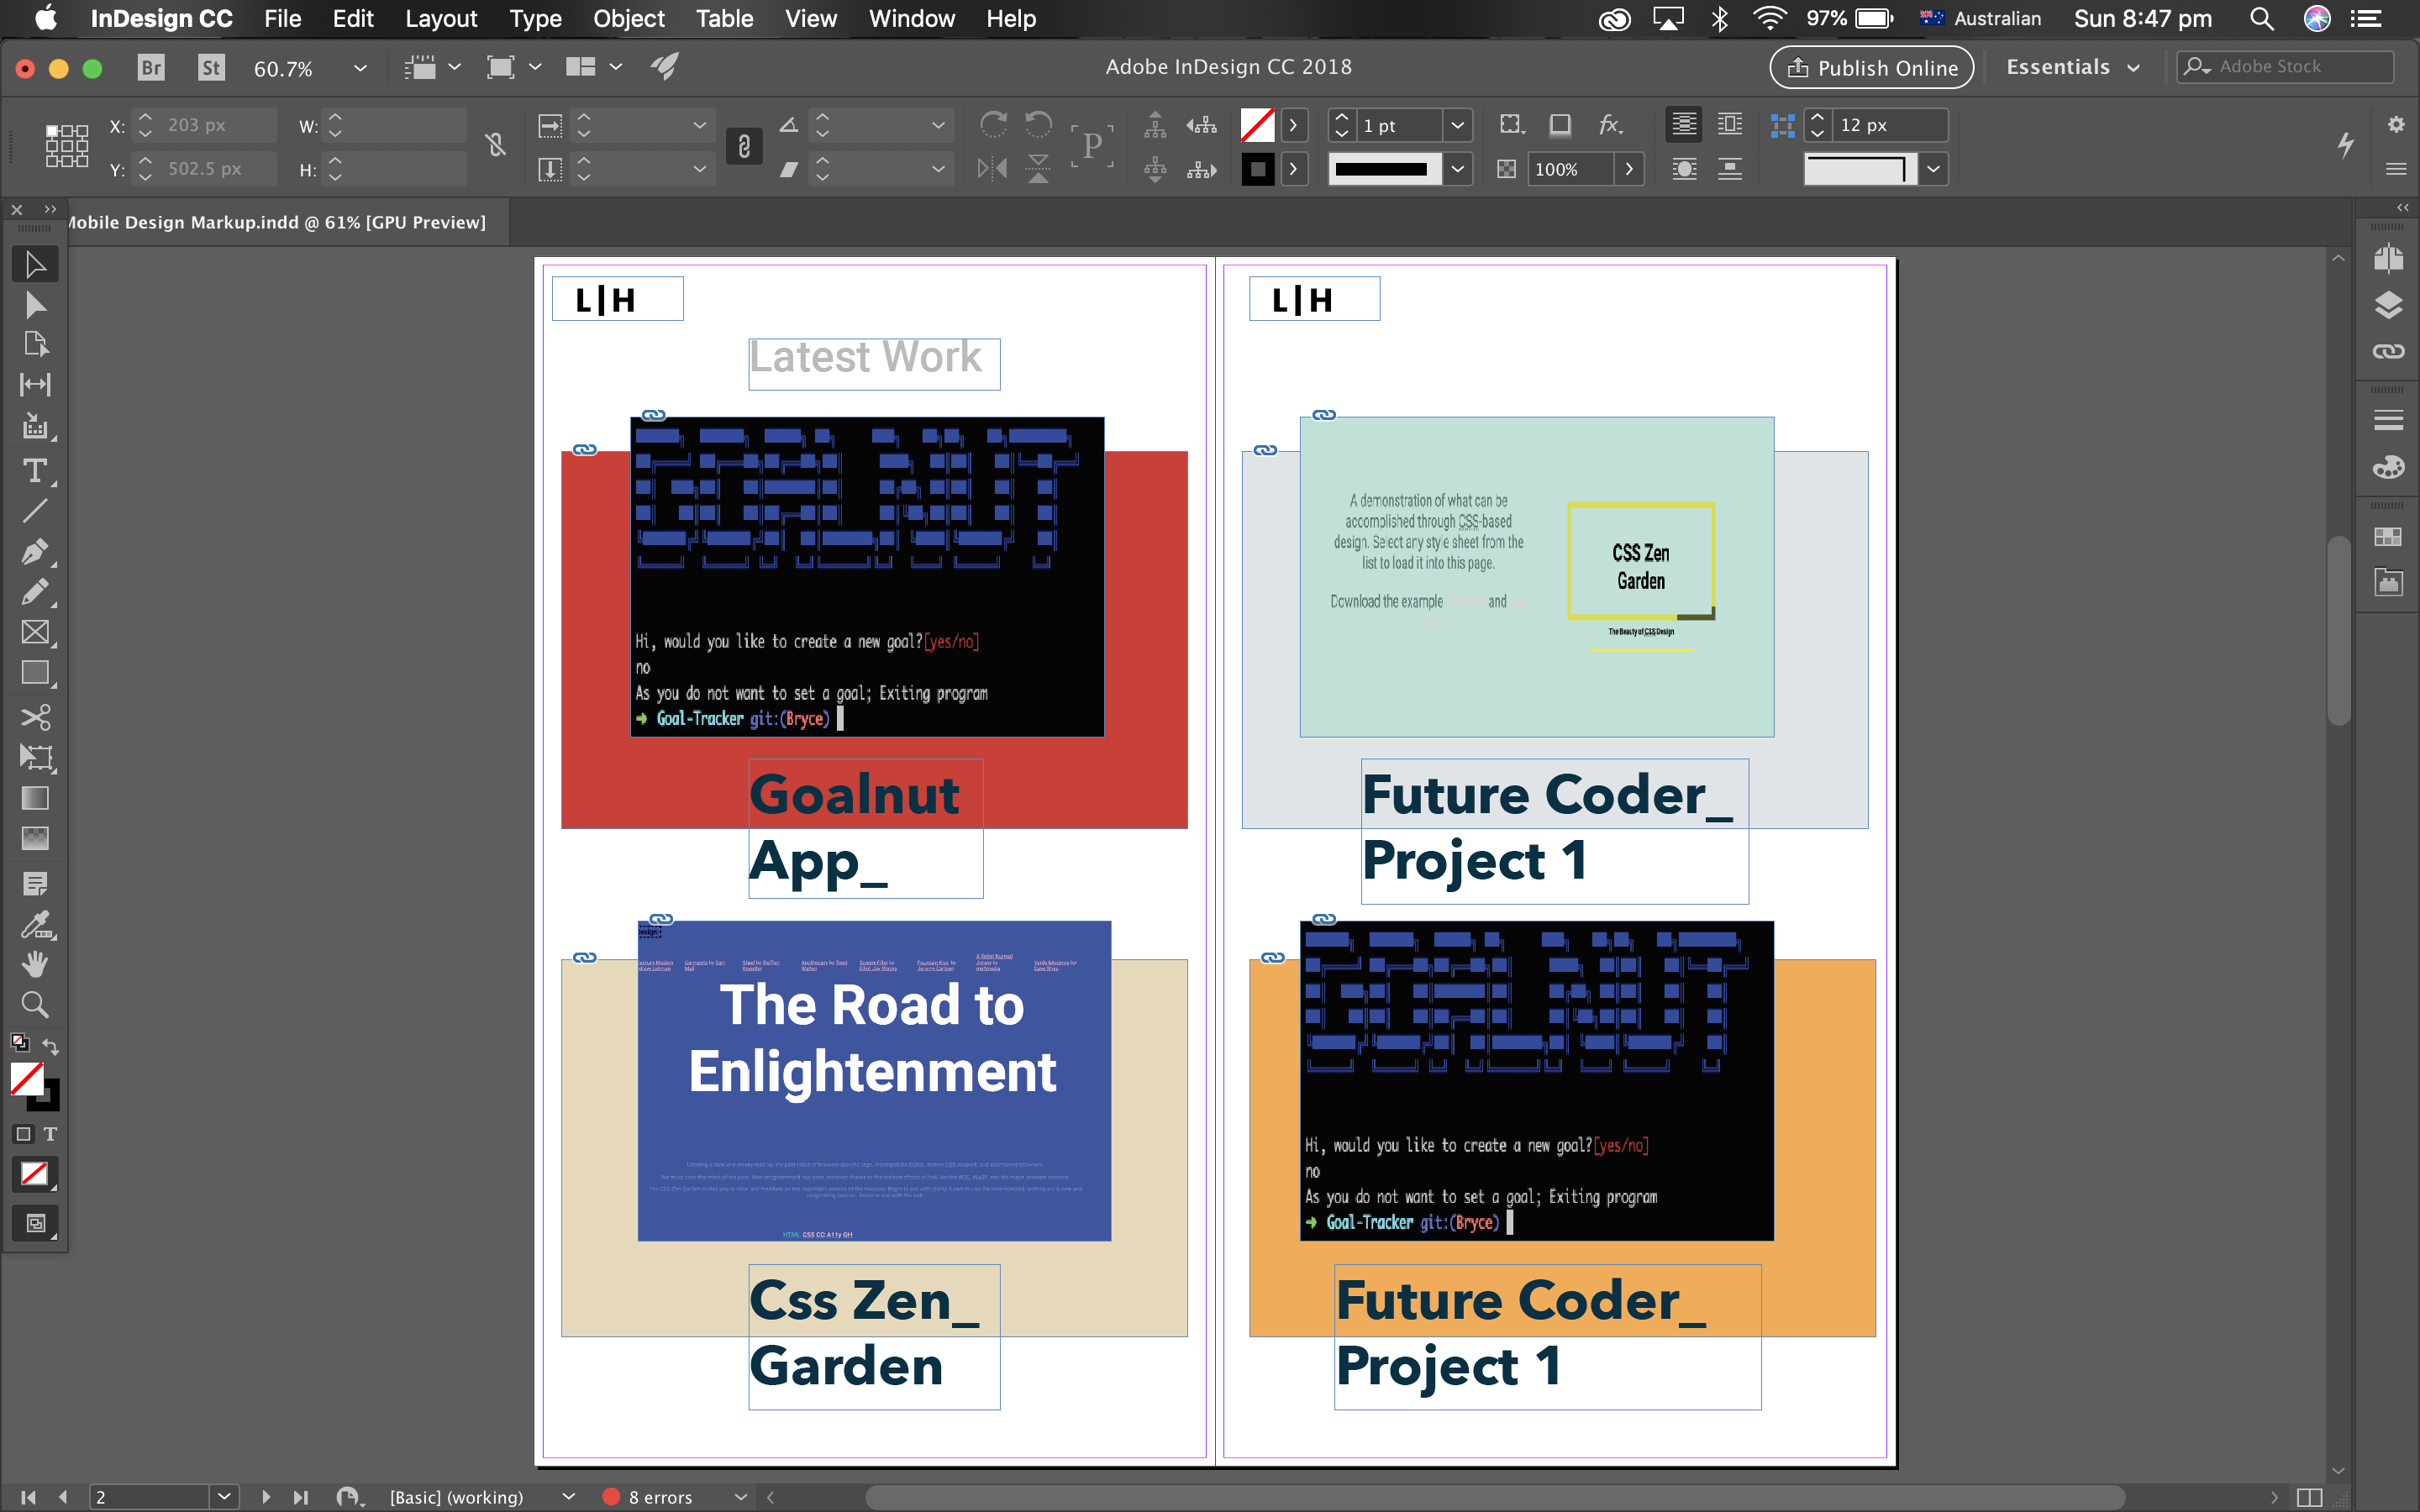 InDesign CC File Edit Layout Type Object Table View Window Help 97% Australian Sun 8:47 pm
Br St 60.7% Adobe InDesign CC 2018 Publish Online Essentials Adobe Stock
X: 203 px W: 1 pt fx. 12 px
Y: 502.5 px H: P 100%
Mobile Design Markup.indd @ 61% [GPU Preview]
L|H
Latest Work
Hi, would you like to create a new goal?[yes/no]
no
As you do not want to set a goal; Exiting program
➜ Goal-Tracker git:(Bryce)
Goalnut
App_
The Road to
Enlightenment
HTML CSS CC A11y GH
Css Zen_
Garden
L|H
A demonstration of what can be
accomplished through CSS-based
design. Select any style sheet from the
list to load it into this page.
Download the example and
CSS Zen
Garden
The Beauty of CSS Design
Future Coder_
Project 1
Hi, would you like to create a new goal?[yes/no]
no
As you do not want to set a goal; Exiting program
➜ Goal-Tracker git:(Bryce)
Future Coder_
Project 1
2 [Basic] (working) 8 errors